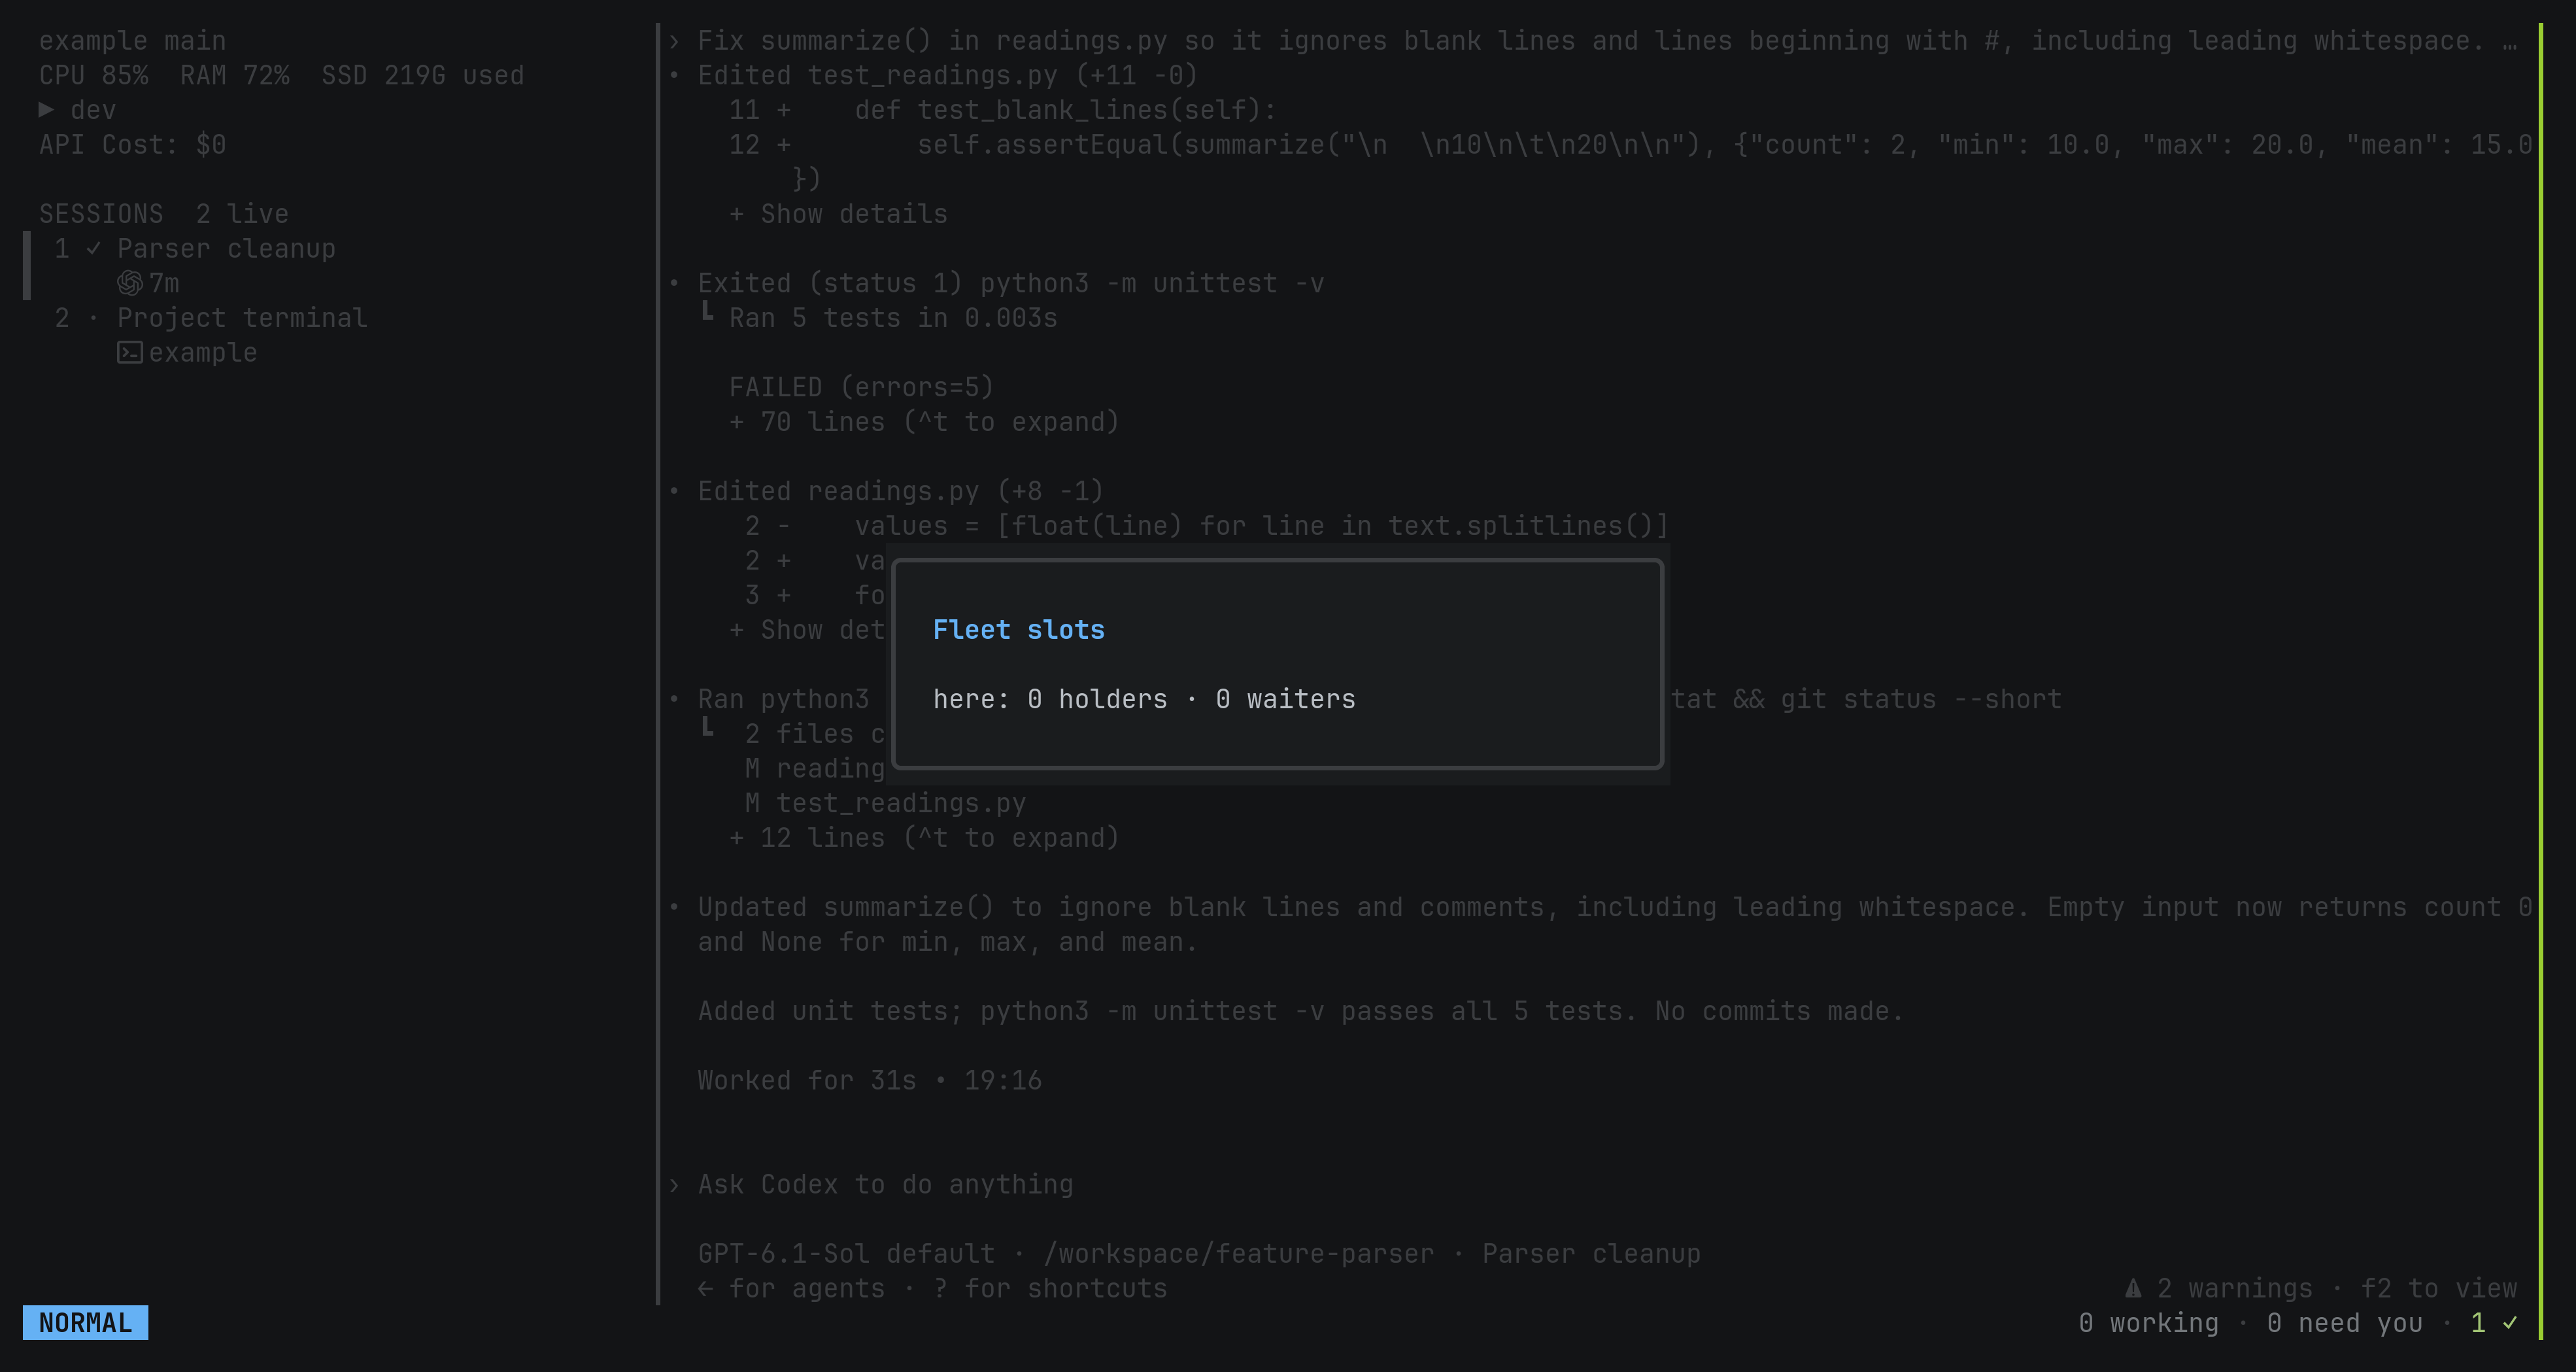 example main
CPU 85%  RAM 72%  SSD 219G used
▶ dev
API Cost: $0
SESSIONS  2 live
1 ✓ Parser cleanup
7m
2 · Project terminal
example
› Fix summarize() in readings.py so it ignores blank lines and lines beginning with #, including leading whitespace. …
• Edited test_readings.py (+11 -0)
11 +    def test_blank_lines(self):
12 +        self.assertEqual(summarize("\n  \n10\n\t\n20\n\n"), {"count": 2, "min": 10.0, "max": 20.0, "mean": 15.0
})
+ Show details
• Exited (status 1) python3 -m unittest -v
┗ Ran 5 tests in 0.003s
FAILED (errors=5)
+ 70 lines (^t to expand)
• Edited readings.py (+8 -1)
2 -    values = [float(line) for line in text.splitlines()]
2 +    va
3 +    fo
+ Show det
Fleet slots
here: 0 holders · 0 waiters
• Ran python3 tat && git status --short
┗  2 files c
M reading
M test_readings.py
+ 12 lines (^t to expand)
• Updated summarize() to ignore blank lines and comments, including leading whitespace. Empty input now returns count 0
and None for min, max, and mean.
Added unit tests; python3 -m unittest -v passes all 5 tests. No commits made.
Worked for 31s • 19:16
› Ask Codex to do anything
GPT-6.1-Sol default · /workspace/feature-parser · Parser cleanup
← for agents · ? for shortcuts
⚠ 2 warnings · f2 to view
NORMAL
0 working · 0 need you · 1 ✓